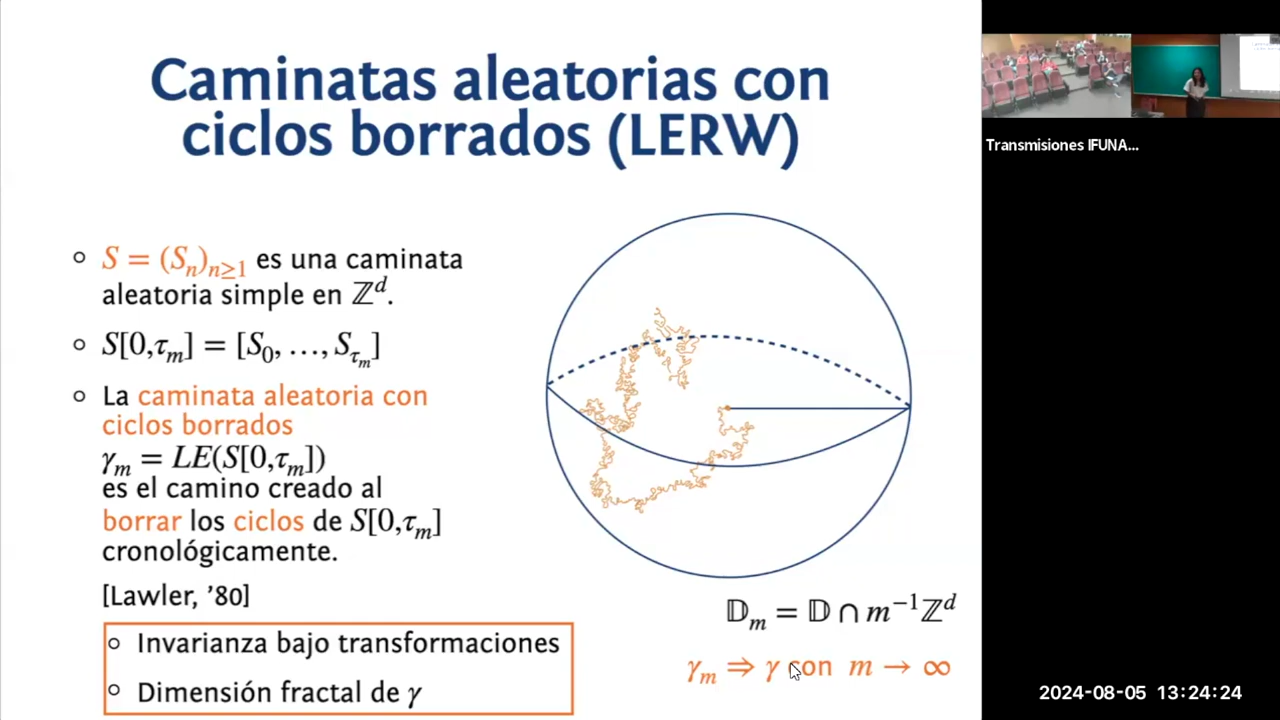 Caminatas aleatorias con
ciclos borrados (LERW)
S = (Sₙ)ₙ≥₁ es una caminata
aleatoria simple en ℤᵈ.
S[0,τₘ] = [S₀, …, S_τₘ]
La caminata aleatoria con
ciclos borrados
γₘ = LE(S[0,τₘ])
es el camino creado al
borrar los ciclos de S[0,τₘ]
cronológicamente.
[Lawler, ’80]
Invarianza bajo transformaciones
Dimensión fractal de γ
𝔻ₘ = 𝔻 ∩ m⁻¹ℤᵈ
γₘ ⇒ γ con m → ∞
Transmisiones IFUNA...
2024-08-05 13:24:24